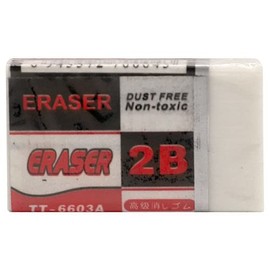 ERASER
DUST FREE
Non-toxic
ERASER
2B
TT-6603A
高級消しゴム